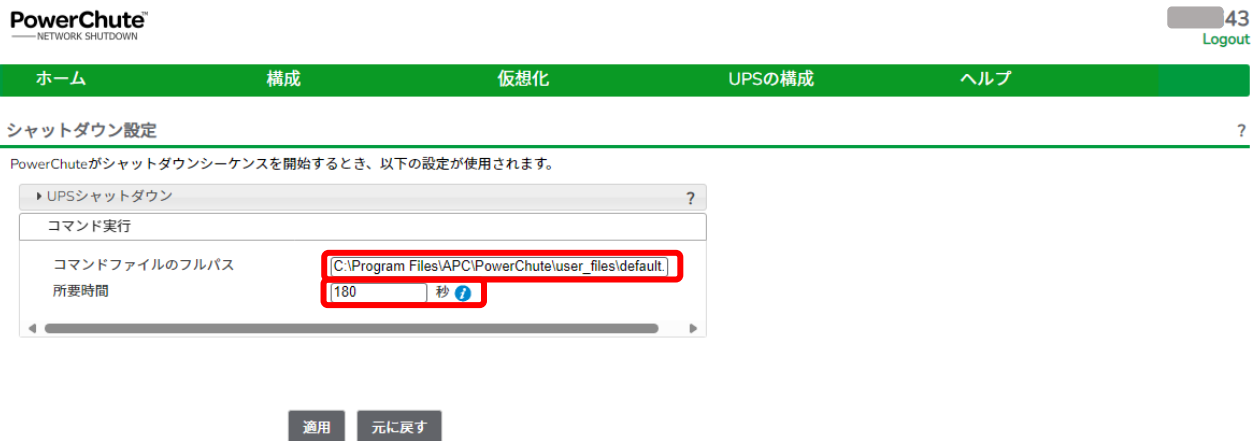 PowerChute™
NETWORK SHUTDOWN
43
Logout
ホーム 構成 仮想化 UPSの構成 ヘルプ
シャットダウン設定 ?
PowerChuteがシャットダウンシーケンスを開始するとき、以下の設定が使用されます。
UPSシャットダウン ?
コマンド実行
コマンドファイルのフルパス C:\Program Files\APC\PowerChute\user_files\default.
所要時間 180 秒 i
適用 元に戻す